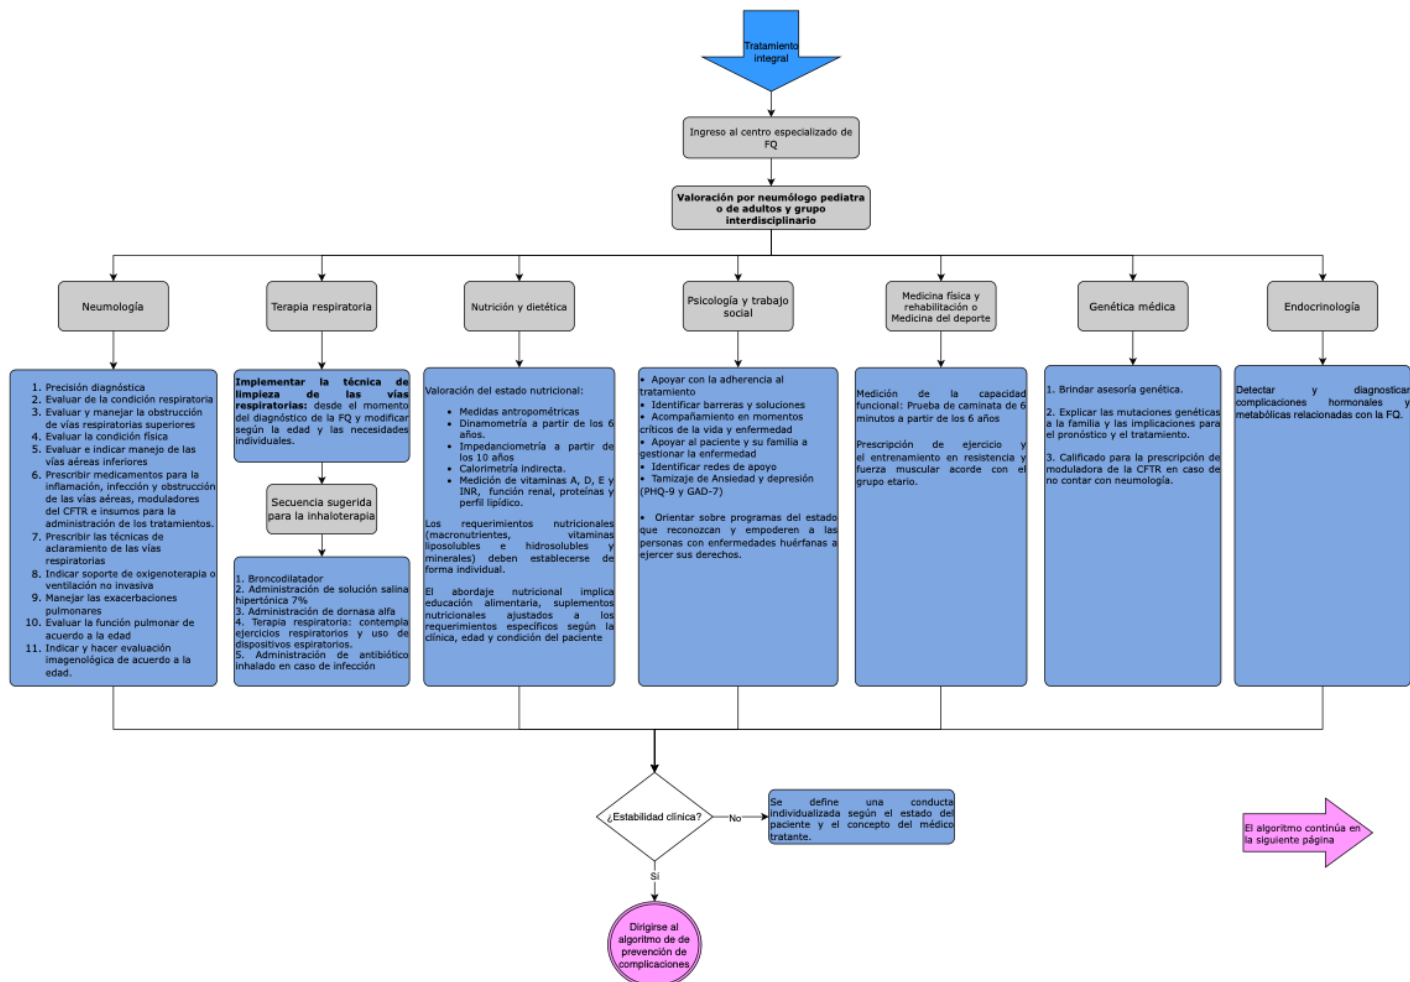 Tratamiento
integral
Ingreso al centro especializado de
FQ
Valoración por neumólogo pediatra
o de adultos y grupo
interdisciplinario
Neumología
Terapia respiratoria
Nutrición y dietética
Psicología y trabajo
social
Medicina física y
rehabilitación o
Medicina del deporte
Genética médica
Endocrinología
1. Precisión diagnóstica
2. Evaluar de la condición respiratoria
3. Evaluar y manejar la obstrucción
de vías respiratorias superiores
4. Evaluar la condición física
5. Evaluar e indicar manejo de las
vías aéreas inferiores
6. Prescribir medicamentos para la
inflamación, infección y obstrucción
de las vías aéreas, moduladores
del CFTR e insumos para la
administración de los tratamientos.
7. Prescribir las técnicas de
aclaramiento de las vías
respiratorias
8. Indicar soporte de oxigenoterapia o
ventilación no invasiva
9. Manejar las exacerbaciones
pulmonares
10. Evaluar la función pulmonar de
acuerdo a la edad
11. Indicar y hacer evaluación
imagenológica de acuerdo a la
edad.
Implementar la técnica de
limpieza de las vías
respiratorias: desde el momento
del diagnóstico de la FQ y modificar
según la edad y las necesidades
individuales.
Secuencia sugerida
para la inhaloterapia
1. Broncodilatador
2. Administración de solución salina
hipertónica 7%
3. Administración de dornasa alfa
4. Terapia respiratoria: contempla
ejercicios respiratorios y uso de
dispositivos espiratorios.
5. Administración de antibiótico
inhalado en caso de infección
Valoración del estado nutricional:
• Medidas antropométricas
• Dinamometría a partir de los 6
años.
• Impedanciometría a partir de
los 10 años
• Calorimetría indirecta.
• Medición de vitaminas A, D, E y
INR, función renal, proteínas y
perfil lipídico.
Los requerimientos nutricionales
(macronutrientes, vitaminas
liposolubles e hidrosolubles y
minerales) deben establecerse de
forma individual.
El abordaje nutricional implica
educación alimentaria, suplementos
nutricionales ajustados a los
requerimientos específicos según la
clínica, edad y condición del paciente
• Apoyar con la adherencia al
tratamiento
• Identificar barreras y soluciones
• Acompañamiento en momentos
críticos de la vida y enfermedad
• Apoyar al paciente y su familia a
gestionar la enfermedad
• Identificar redes de apoyo
• Tamizaje de Ansiedad y depresión
(PHQ-9 y GAD-7)
• Orientar sobre programas del estado
que reconozcan y empoderen a las
personas con enfermedades huérfanas a
ejercer sus derechos.
Medición de la capacidad
funcional: Prueba de caminata de 6
minutos a partir de los 6 años
Prescripción de ejercicio y
el entrenamiento en resistencia y
fuerza muscular acorde con el
grupo etario.
1. Brindar asesoría genética.
2. Explicar las mutaciones genéticas
a la familia y las implicaciones para
el pronóstico y el tratamiento.
3. Calificado para la prescripción de
moduladora de la CFTR en caso de
no contar con neumología.
Detectar y diagnosticar
complicaciones hormonales y
metabólicas relacionadas con la FQ.
¿Estabilidad clínica?
No
Se define una conducta
individualizada según el estado del
paciente y el concepto del médico
tratante.
El algoritmo continúa en
la siguiente página
Sí
Dirigirse al
algoritmo de de
prevención de
complicaciones